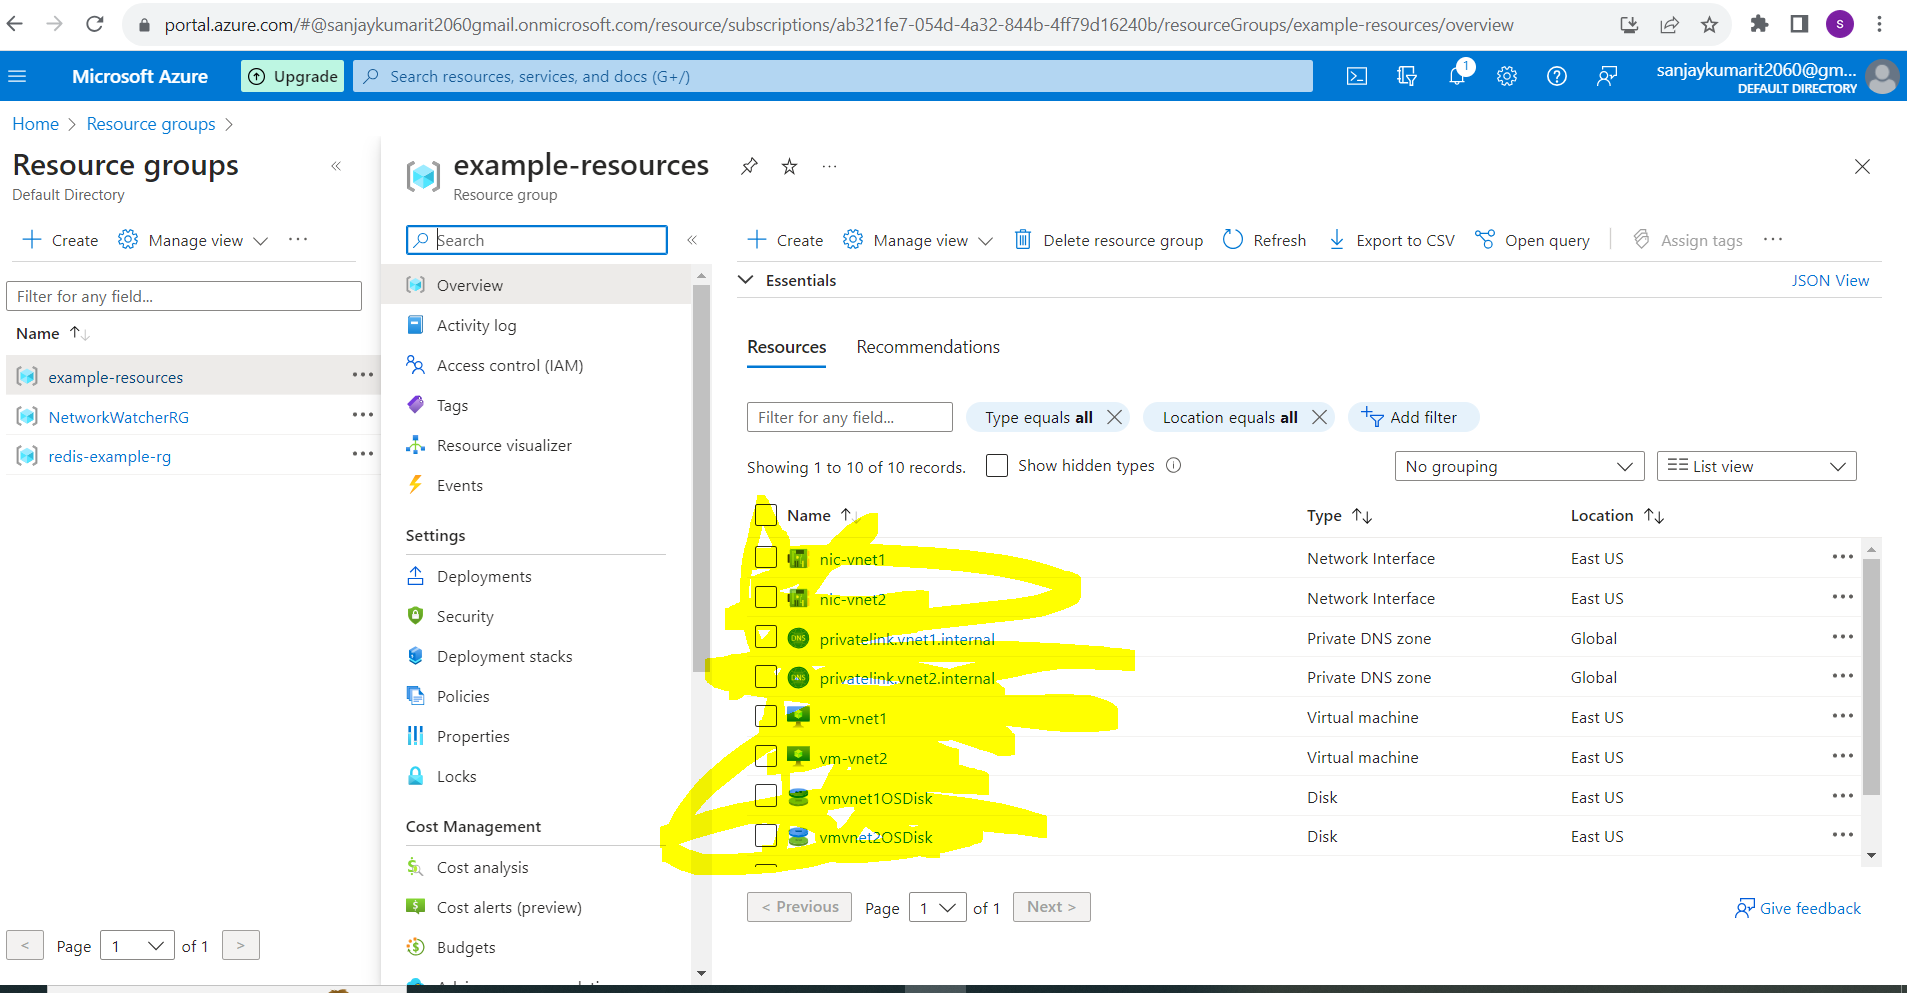 portal.azure.com/#@sanjaykumarit2060gmail.onmicrosoft.com/resource/subscriptions/ab321fe7-054d-4a32-844b-4ff79d16240b/resourceGroups/example-resources/overview
S
Microsoft Azure
Upgrade
Search resources, services, and docs (G+/)
1
sanjaykumarit2060@gm...
DEFAULT DIRECTORY
Home > Resource groups >
Resource groups
Default Directory
Create
Manage view
Filter for any field...
Name
example-resources
NetworkWatcherRG
redis-example-rg
< Page 1 of 1 >
example-resources
Resource group
Search
Overview
Activity log
Access control (IAM)
Tags
Resource visualizer
Events
Settings
Deployments
Security
Deployment stacks
Policies
Properties
Locks
Cost Management
Cost analysis
Cost alerts (preview)
Budgets
Create
Manage view
Delete resource group
Refresh
Export to CSV
Open query
Assign tags
Essentials
JSON View
Resources
Recommendations
Filter for any field...
Type equals all
Location equals all
Add filter
Showing 1 to 10 of 10 records.
Show hidden types
No grouping
List view
Name Type Location
nic-vnet1 Network Interface East US
nic-vnet2 Network Interface East US
DNS privatelink.vnet1.internal Private DNS zone Global
DNS privatelink.vnet2.internal Private DNS zone Global
vm-vnet1 Virtual machine East US
vm-vnet2 Virtual machine East US
vmvnet1OSDisk Disk East US
vmvnet2OSDisk Disk East US
< Previous Page 1 of 1 Next >
Give feedback